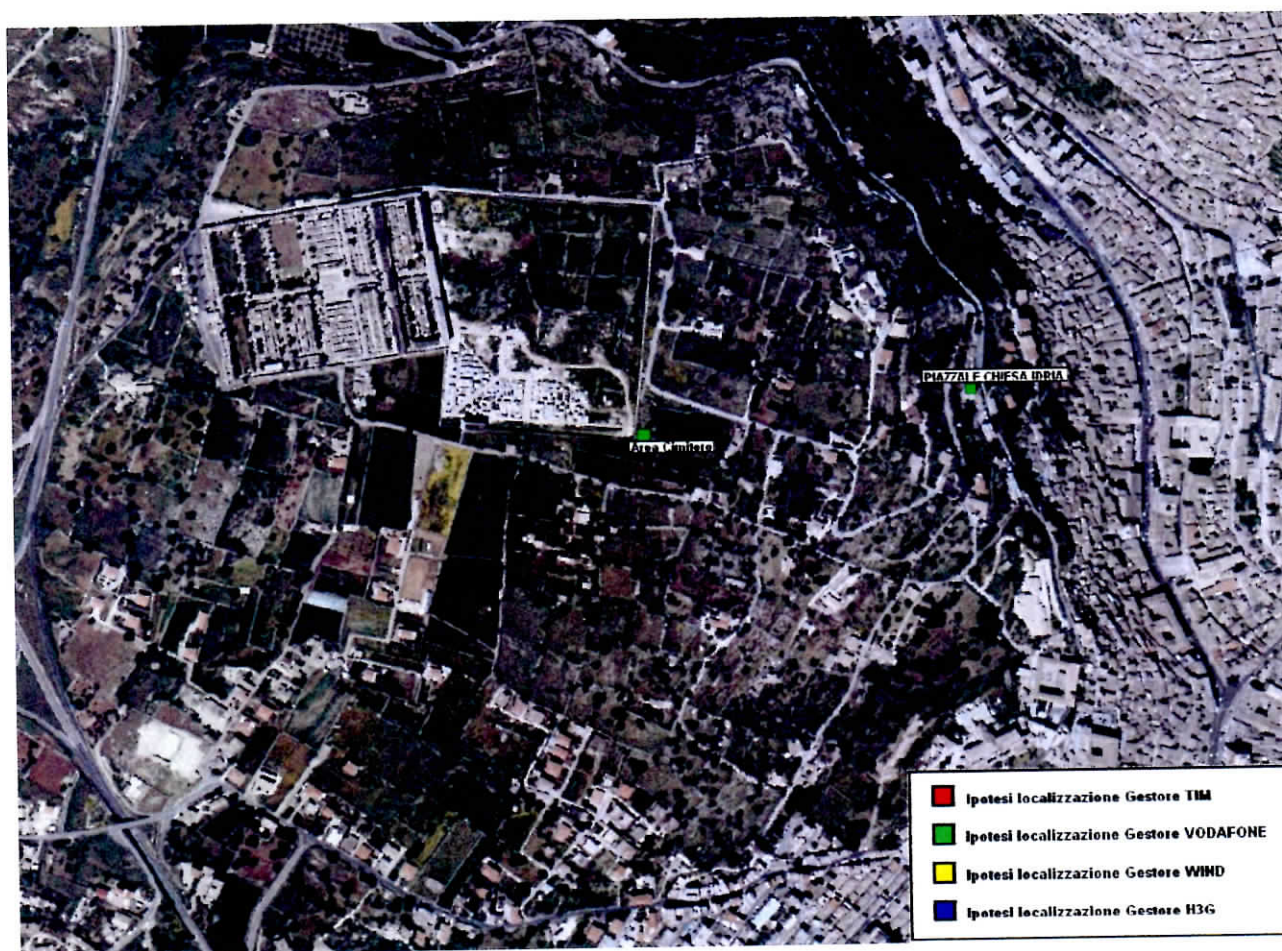 PIAZZALE CHIESA IDRIA
Area Cimitero
Ipotesi localizzazione Gestore TIM
Ipotesi localizzazione Gestore VODAFONE
Ipotesi localizzazione Gestore WIND
Ipotesi localizzazione Gestore H3G